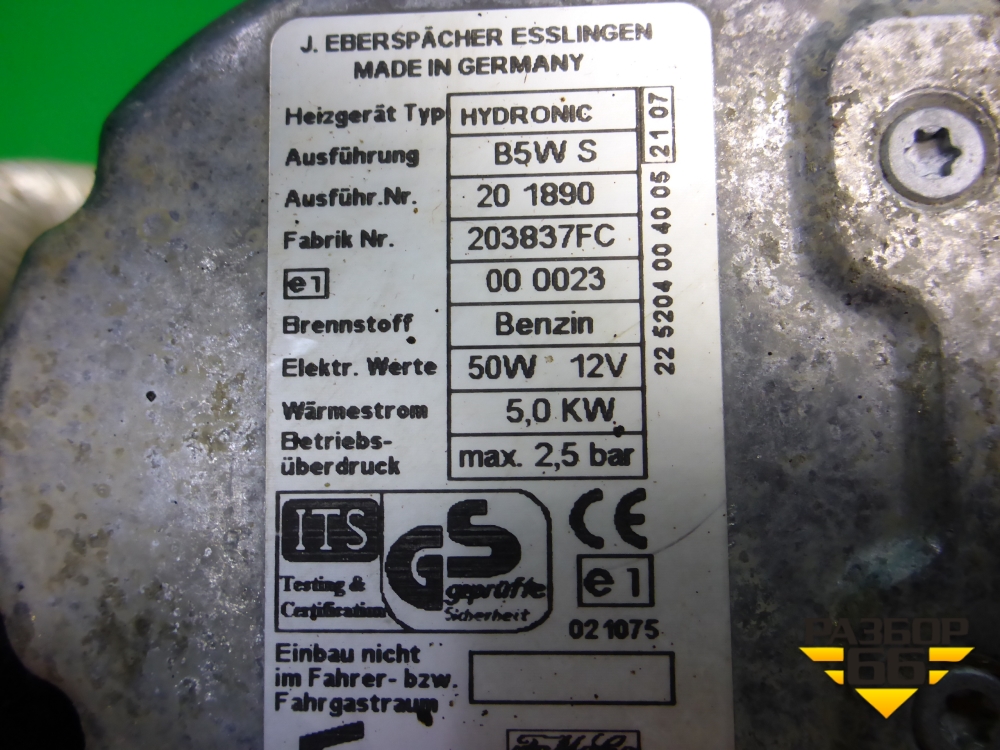 J. EBERSPÄCHER ESSLINGEN
MADE IN GERMANY
Heizgerät Typ HYDRONIC
Ausführung B5W S
Ausführ.Nr. 20 1890
Fabrik Nr. 203837FC
e1 00 0023
Brennstoff Benzin
Elektr. Werte 50W 12V
Wärmestrom 5,0 KW
Betriebs-
überdruck max. 2,5 bar
22 5204 00 40 05 21 07
ITS
Testing &
Certification
GS
geprüfte
Sicherheit
CE
e1
021075
Einbau nicht
im Fahrer- bzw.
Fahrgastraum
РАЗБОР
66